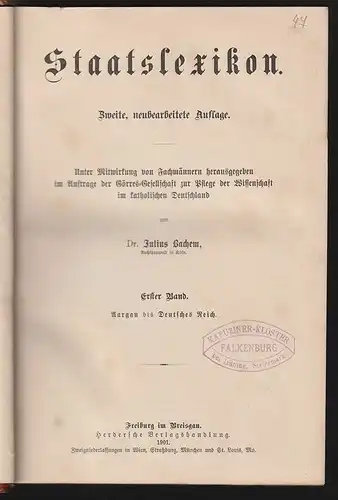 Staatslexikon.
Zweite, neubearbeitete Auflage.
Unter Mitwirkung von Fachmännern herausgegeben
im Auftrage der Görres-Gesellschaft zur Pflege der Wissenschaft
im katholischen Deutschland
von
Dr. Julius Bachem,
Rechtsanwalt in Köln.
Erster Band.
Aargau bis Deutsches Reich.
KAPUZINER-KLOSTER
FALKENBURG
Freiburg im Breisgau.
Herdersche Verlagshandlung.
1901.
Zweigniederlassungen in Wien, Straßburg, München und St. Louis, Mo.